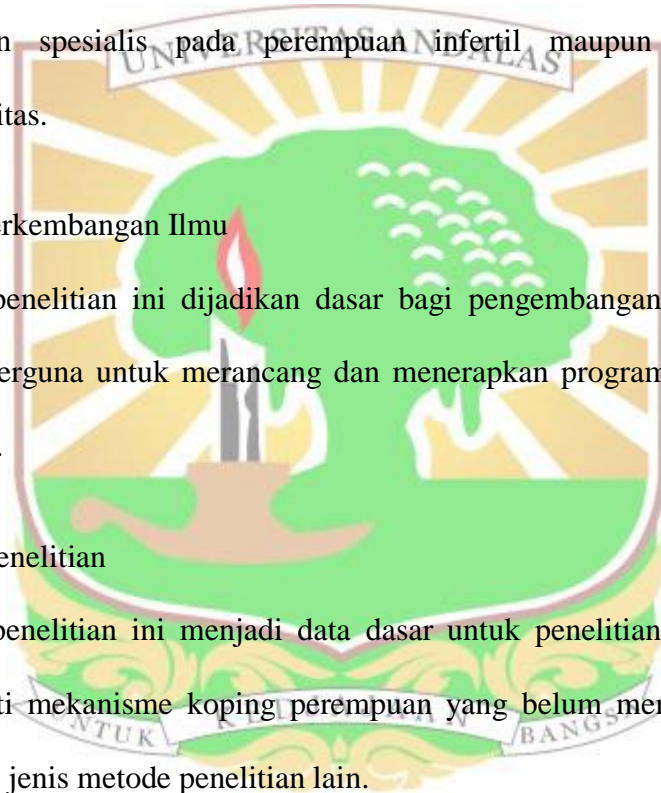 n spesialis pada perempuan infertil maupun
UNIVERSITAS ANDALAS
itas.
erkembangan Ilmu
penelitian ini dijadikan dasar bagi pengembangan
erguna untuk merancang dan menerapkan program
.
enelitian
penelitian ini menjadi data dasar untuk penelitian
ti mekanisme koping perempuan yang belum mer
UNTUK KEDJAJAAN BANGSA
jenis metode penelitian lain.